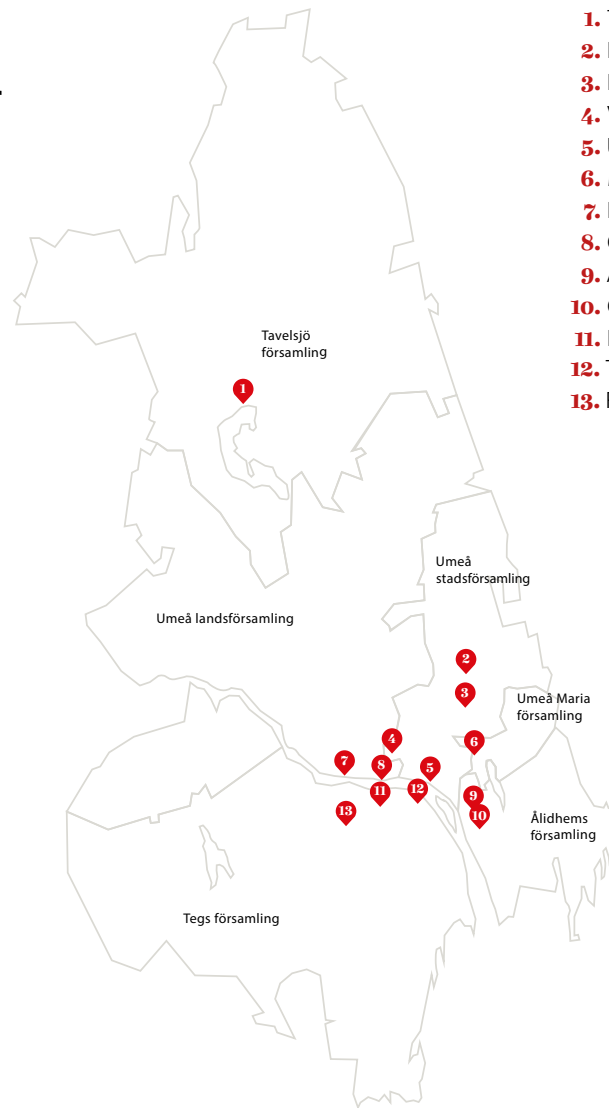 1.
2.
3.
4.
5.
6.
7.
8.
9.
10.
11.
12.
13.
Tavelsjö
församling
1
Umeå
stadsförsamling
Umeå landsförsamling
2
3
Umeå Maria
församling
4
6
7
8
5
12
11
9
13
10
Ålidhems
församling
Tegs församling